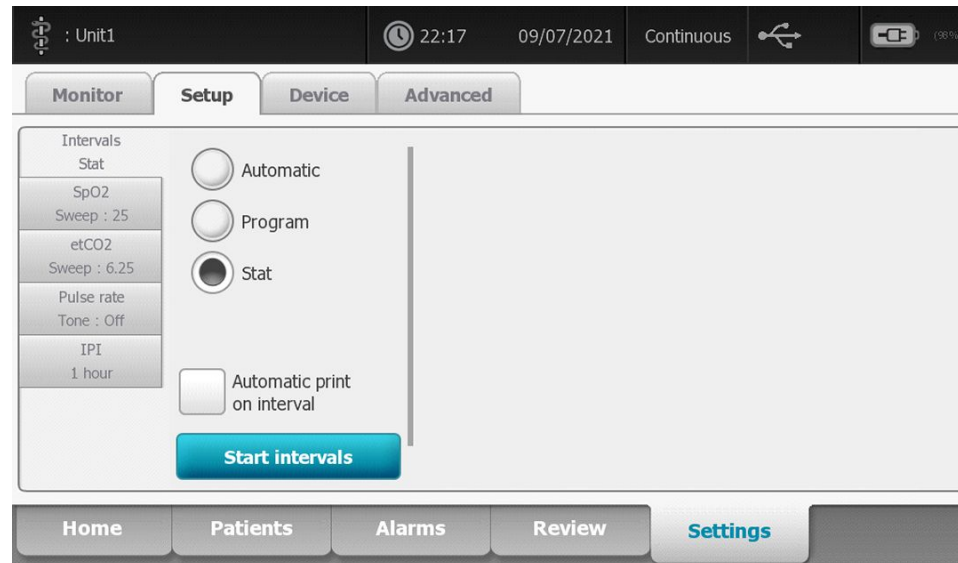 : Unit1
22:17
09/07/2021
Continuous
(98%
Monitor
Setup
Device
Advanced
Intervals
Stat
SpO2
Sweep : 25
etCO2
Sweep : 6.25
Pulse rate
Tone : Off
IPI
1 hour
Automatic
Program
Stat
Automatic print
on interval
Start intervals
Home
Patients
Alarms
Review
Settings